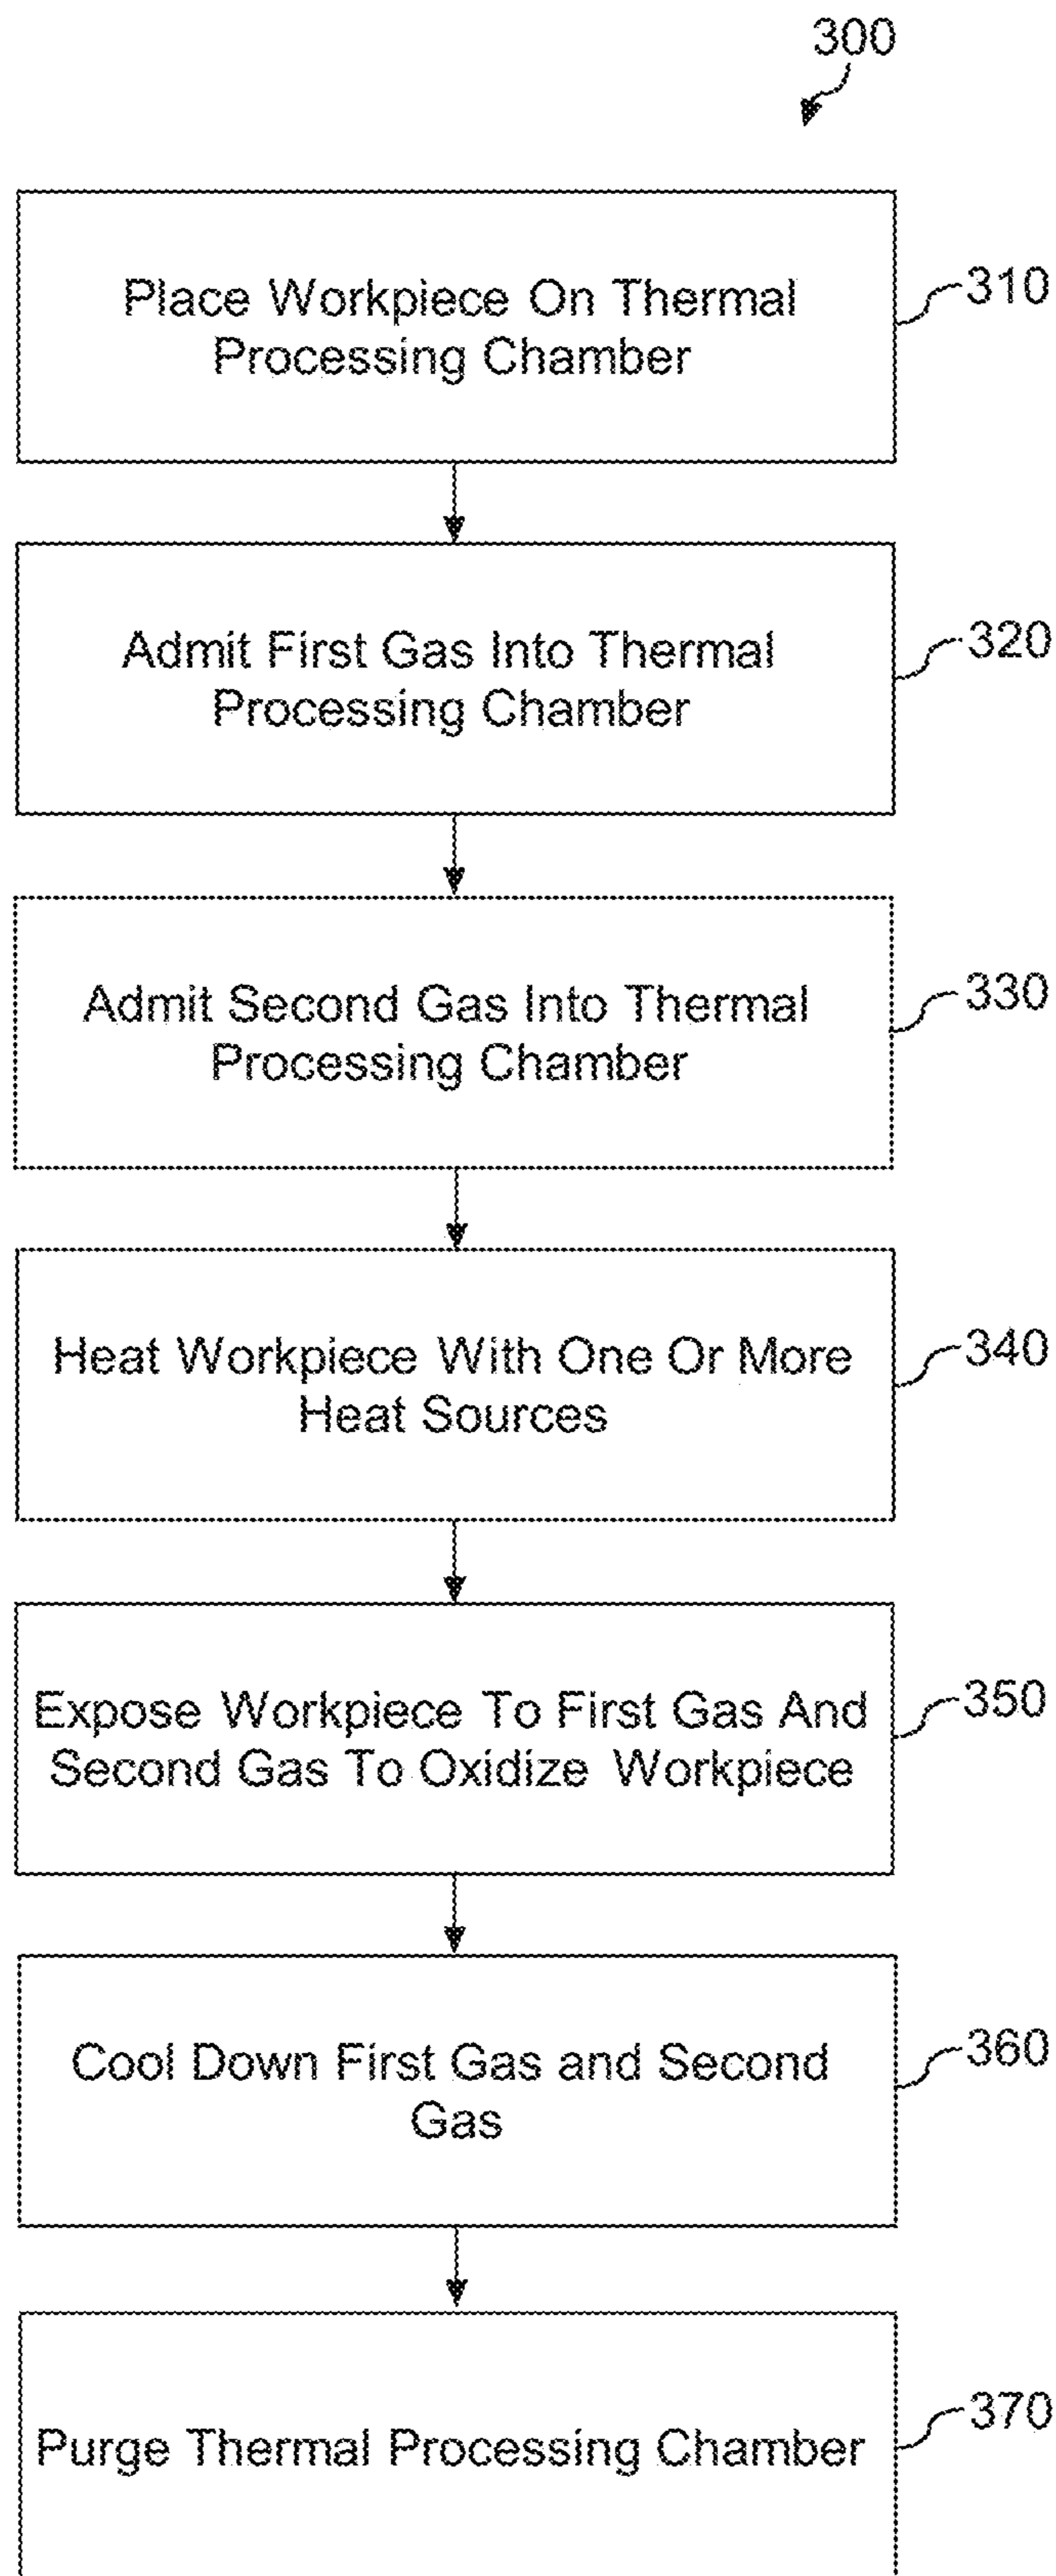 300
Place Workpiece On Thermal
Processing Chamber
310
Admit First Gas Into Thermal
Processing Chamber
320
Admit Second Gas Into Thermal
Processing Chamber
330
Heat Workpiece With One Or More
Heat Sources
340
Expose Workpiece To First Gas And
Second Gas To Oxidize Workpiece
350
Cool Down First Gas and Second
Gas
360
Purge Thermal Processing Chamber
370